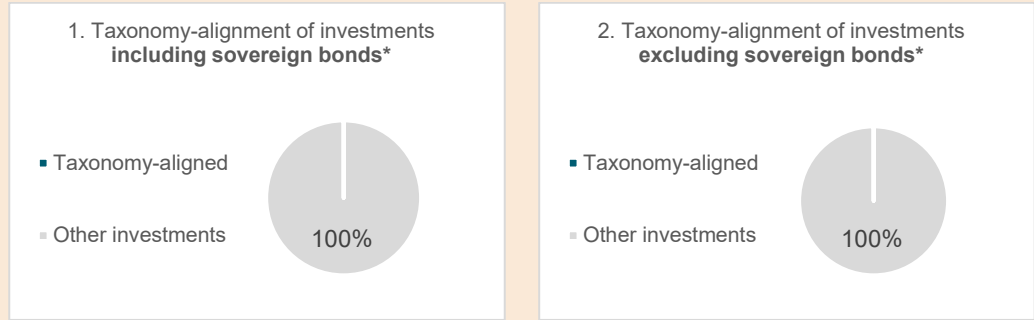 1. Taxonomy-alignment of investments
including sovereign bonds*
Taxonomy-aligned
Other investments
100%
2. Taxonomy-alignment of investments
excluding sovereign bonds*
Taxonomy-aligned
Other investments
100%